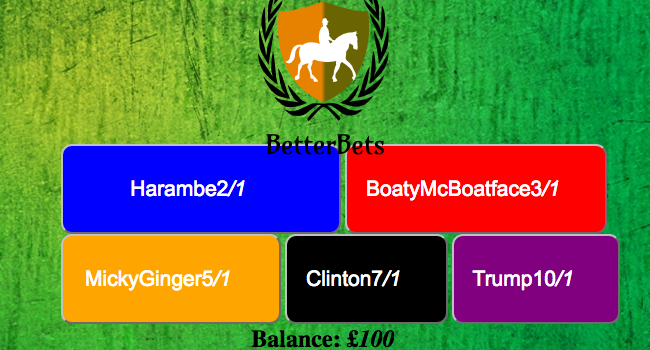 BetterBets
Harambe2/1
BoatyMcBoatface3/1
MickyGinger5/1
Clinton7/1
Trump10/1
Balance: £100